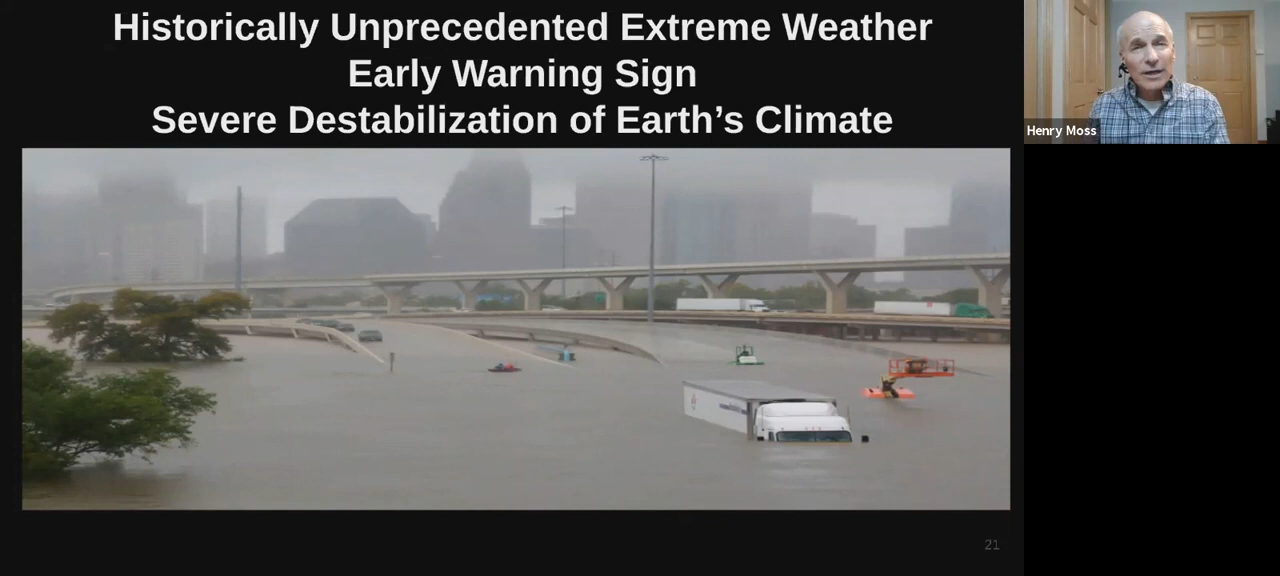 Historically Unprecedented Extreme Weather
Early Warning Sign
Severe Destabilization of Earth’s Climate
Henry Moss
21